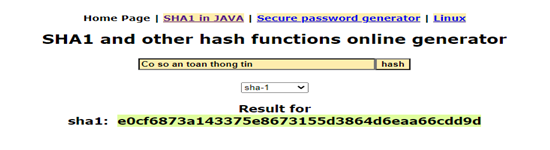 Home Page | SHA1 in JAVA | Secure password generator | Linux
SHA1 and other hash functions online generator
Co so an toan thong tin hash
sha-1
Result for
sha1: e0cf6873a143375e8673155d3864d6eaa66cdd9d